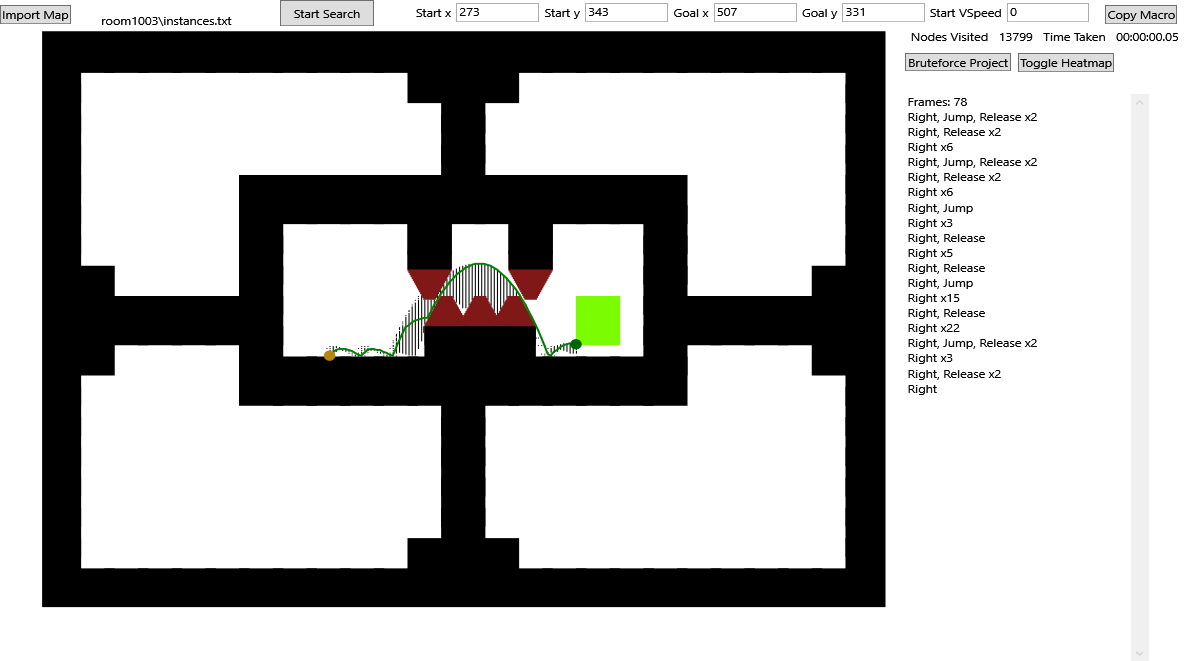 Import Map
room1003\instances.txt
Start Search
Start x 273 Start y 343 Goal x 507 Goal y 331 Start VSpeed 0
Copy Macro
Nodes Visited 13799 Time Taken 00:00:00.05
Bruteforce Project Toggle Heatmap
Frames: 78
Right, Jump, Release x2
Right, Release x2
Right x6
Right, Jump, Release x2
Right, Release x2
Right x6
Right, Jump
Right x3
Right, Release
Right x5
Right, Release
Right, Jump
Right x15
Right, Release
Right x22
Right, Jump, Release x2
Right x3
Right, Release x2
Right